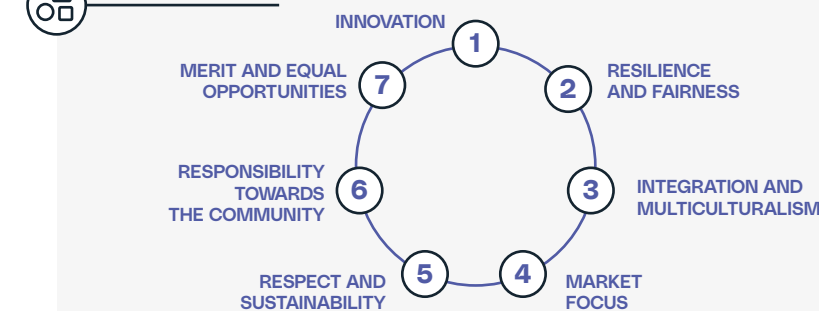 INNOVATION
1
RESILIENCE
AND FAIRNESS
2
INTEGRATION AND
MULTICULTURALISM
3
MARKET
FOCUS
4
RESPECT AND
SUSTAINABILITY
5
RESPONSIBILITY
TOWARDS
THE COMMUNITY
6
MERIT AND EQUAL
OPPORTUNITIES
7